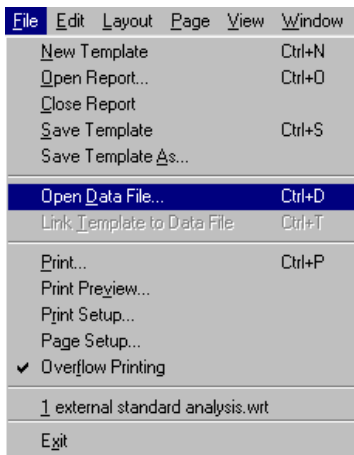 File Edit Layout Page View Window
New Template Ctrl+N
Open Report... Ctrl+O
Close Report
Save Template Ctrl+S
Save Template As...
Open Data File... Ctrl+D
Link Template to Data File Ctrl+T
Print... Ctrl+P
Print Preview...
Print Setup...
Page Setup...
✓ Overflow Printing
1 external standard analysis.wrt
Exit